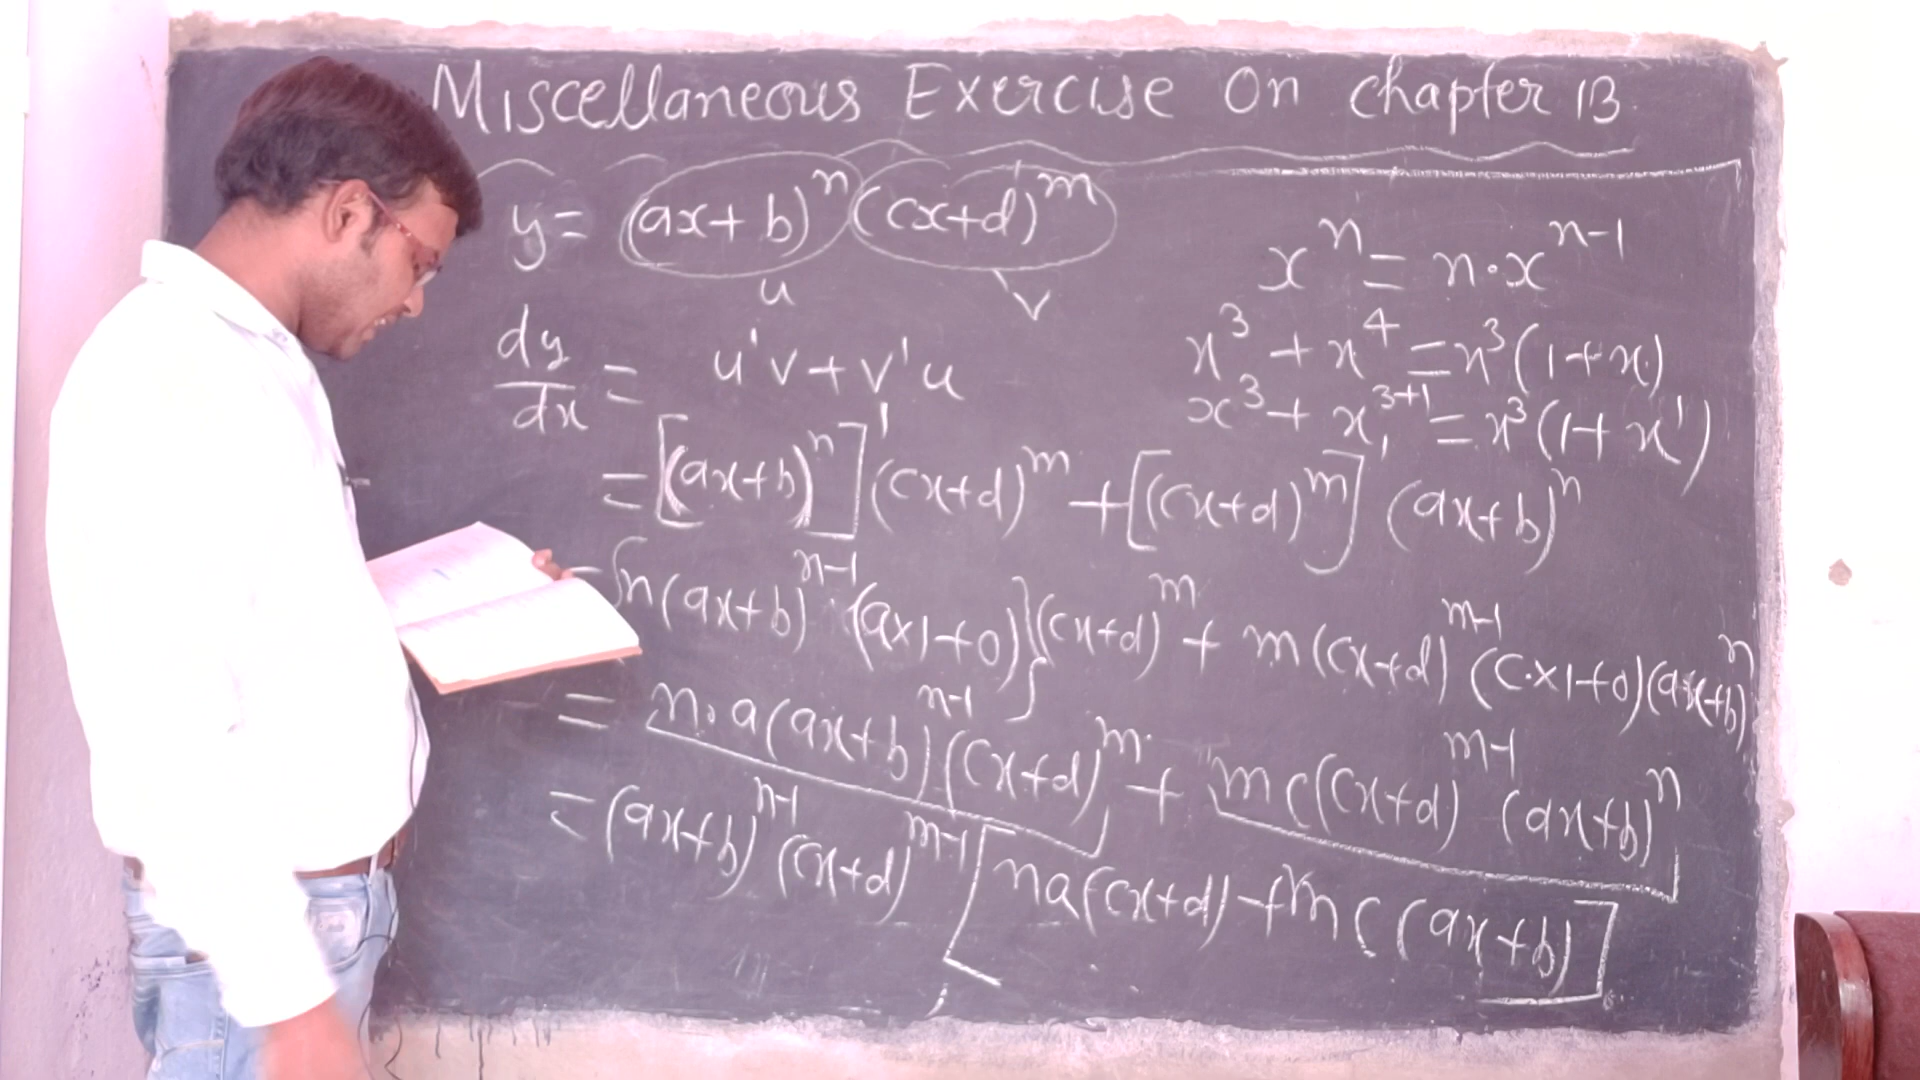 Miscellaneous Exercise On Chapter 13
y = (ax+b)^n (cx+d)^m
u v
dy/dx = u'v + v'u
= [(ax+b)^n]' (cx+d)^m + [(cx+d)^m]' (ax+b)^n
= {n(ax+b)^n-1 · (a×1+0)}(cx+d)^m + m(cx+d)^m-1 (c·×1+0)(ax+b)^n
= n·a(ax+b)^n-1 (cx+d)^m + mc(cx+d)^m-1 (ax+b)^n
= (ax+b)^n-1 (cx+d)^m-1 [na(cx+d) + mc(ax+b)]
x^n = n·x^n-1
x^3 + x^4 = x^3(1+x)
x^3 + x^3+1 = x^3(1+x^1)